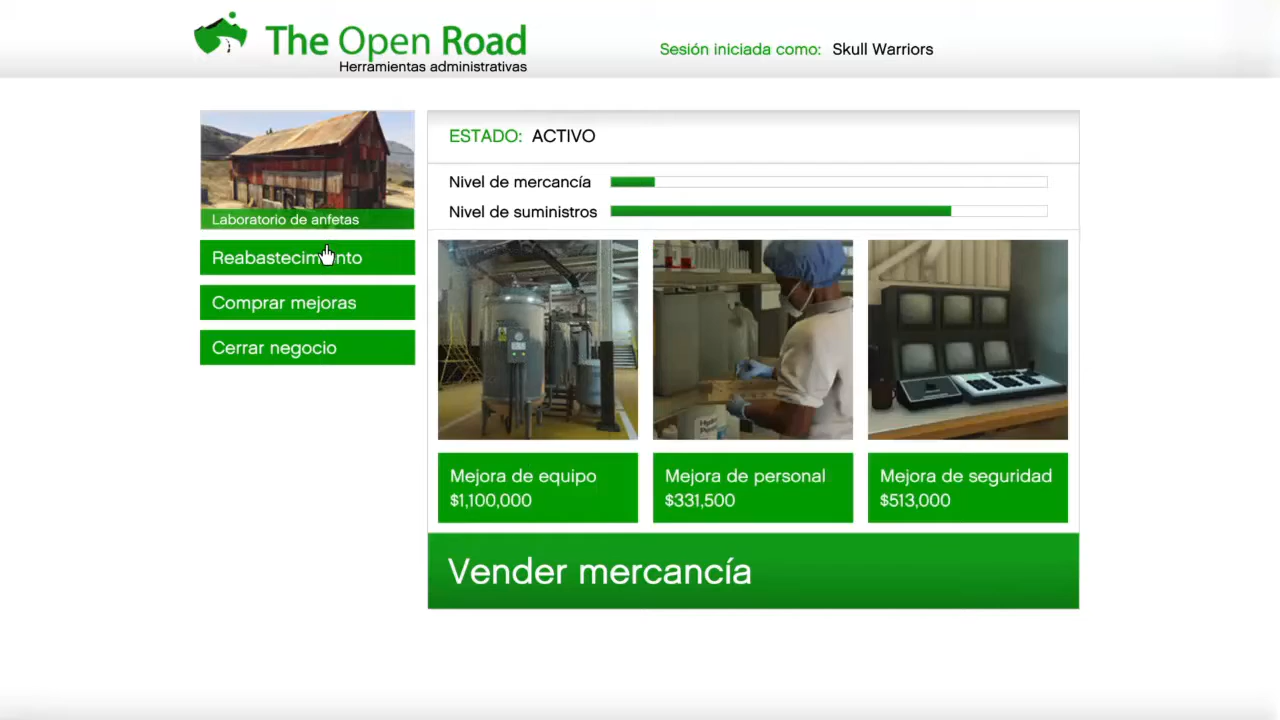 The Open Road
Herramientas administrativas
Sesión iniciada como: Skull Warriors
Laboratorio de anfetas
Reabastecimiento
Comprar mejoras
Cerrar negocio
ESTADO: ACTIVO
Nivel de mercancía
Nivel de suministros
Mejora de equipo
$1,100,000
Mejora de personal
$331,500
Mejora de seguridad
$513,000
Vender mercancía